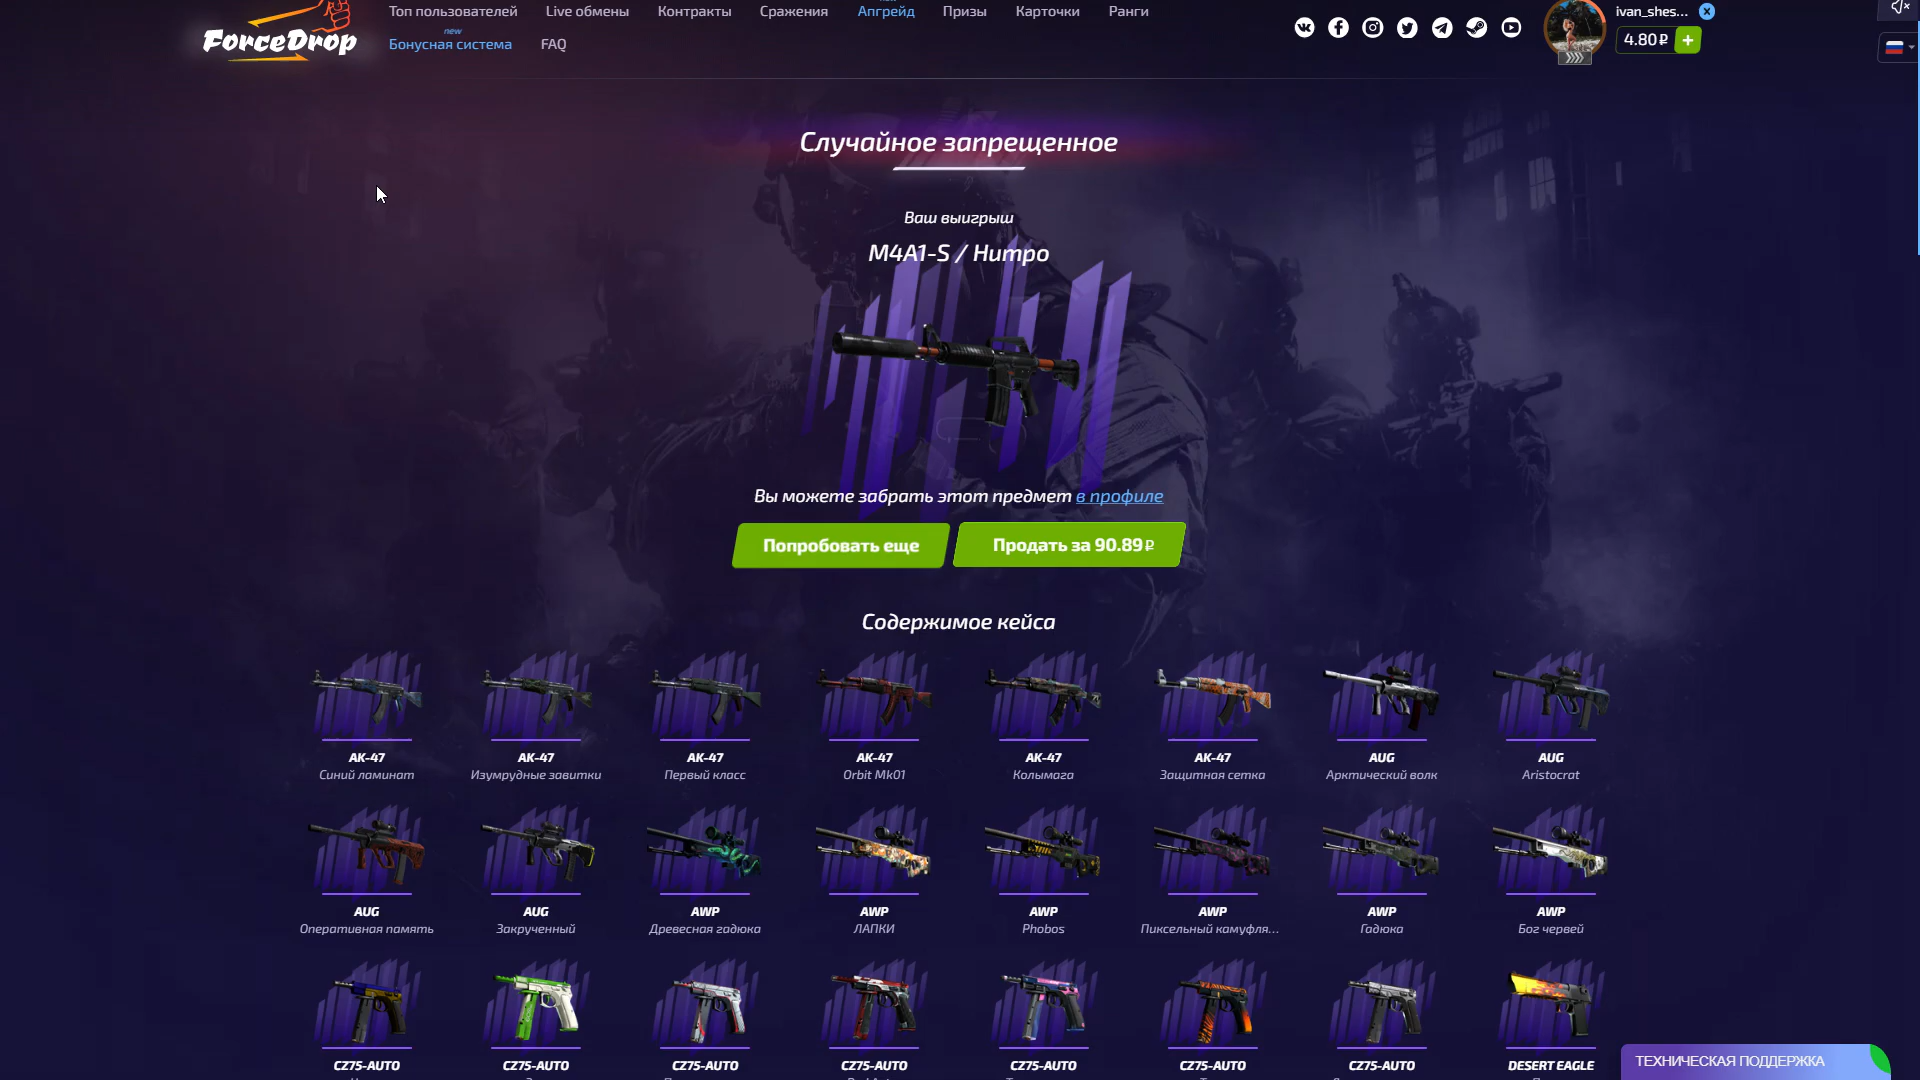 ForceDrop
Топ пользователей
Live обмены
Контракты
Сражения
Апгрейд
Призы
Карточки
Ранги
new
Бонусная система
FAQ
ivan_shes...
4.80₽
Случайное запрещенное
Ваш выигрыш
M4A1-S / Нитро
Вы можете забрать этот предмет в профиле
Попробовать еще
Продать за 90.89₽
Содержимое кейса
AK-47 AK-47 AK-47 AK-47 AK-47 AK-47 AUG AUG
Синий ламинат Изумрудные завитки Первый класс Orbit Mk01 Колымага Защитная сетка Арктический волк Aristocrat
AUG AUG AWP AWP AWP AWP AWP AWP
Оперативная память Закрученный Древесная гадюка ЛАПКИ Phobos Пиксельный камуфля... Гадюка Бог червей
CZ75-AUTO CZ75-AUTO CZ75-AUTO CZ75-AUTO CZ75-AUTO CZ75-AUTO CZ75-AUTO DESERT EAGLE
ТЕХНИЧЕСКАЯ ПОДДЕРЖКА